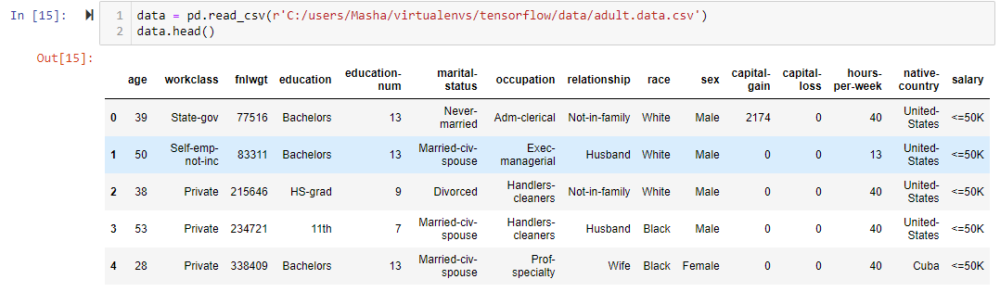 In [15]:
1 data = pd.read_csv(r'C:/users/Masha/virtualenvs/tensorflow/data/adult.data.csv')
2 data.head()
Out[15]:
age workclass fnlwgt education education-num marital-status occupation relationship race sex capital-gain capital-loss hours-per-week native-country salary
0 39 State-gov 77516 Bachelors 13 Never-married Adm-clerical Not-in-family White Male 2174 0 40 United-States <=50K
1 50 Self-emp-not-inc 83311 Bachelors 13 Married-civ-spouse Exec-managerial Husband White Male 0 0 13 United-States <=50K
2 38 Private 215646 HS-grad 9 Divorced Handlers-cleaners Not-in-family White Male 0 0 40 United-States <=50K
3 53 Private 234721 11th 7 Married-civ-spouse Handlers-cleaners Husband Black Male 0 0 40 United-States <=50K
4 28 Private 338409 Bachelors 13 Married-civ-spouse Prof-specialty Wife Black Female 0 0 40 Cuba <=50K